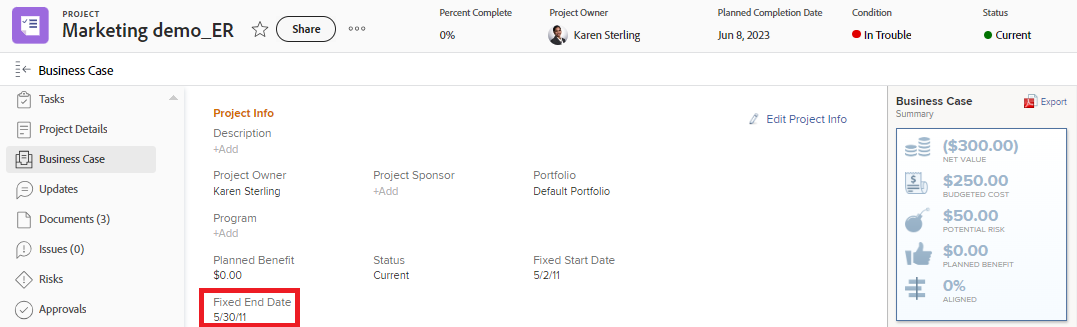 PROJECT
Marketing demo_ER
Share
Percent Complete
0%
Project Owner
Karen Sterling
Planned Completion Date
Jun 8, 2023
Condition
In Trouble
Status
Current
Business Case
Tasks
Project Details
Business Case
Updates
Documents (3)
Issues (0)
Risks
Approvals
Project Info
Edit Project Info
Description
+Add
Project Owner
Karen Sterling
Project Sponsor
+Add
Portfolio
Default Portfolio
Program
+Add
Planned Benefit
$0.00
Status
Current
Fixed Start Date
5/2/11
Fixed End Date
5/30/11
Business Case
Summary
Export
($300.00)
NET VALUE
$250.00
BUDGETED COST
$50.00
POTENTIAL RISK
$0.00
PLANNED BENEFIT
0%
ALIGNED